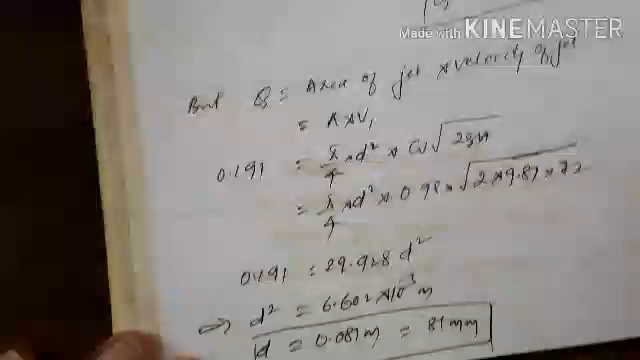 Made with KINEMASTER
But Q = Area of jet × velocity of jet
= A × V₁
0.191 = π/4 × d² × Cv √2gH
= π/4 × d² × 0.98 × √2×9.81×72
0.191 = 29.928 d²
⇒ d² = 6.602 × 10⁻³ m
d = 0.081 m = 81 mm